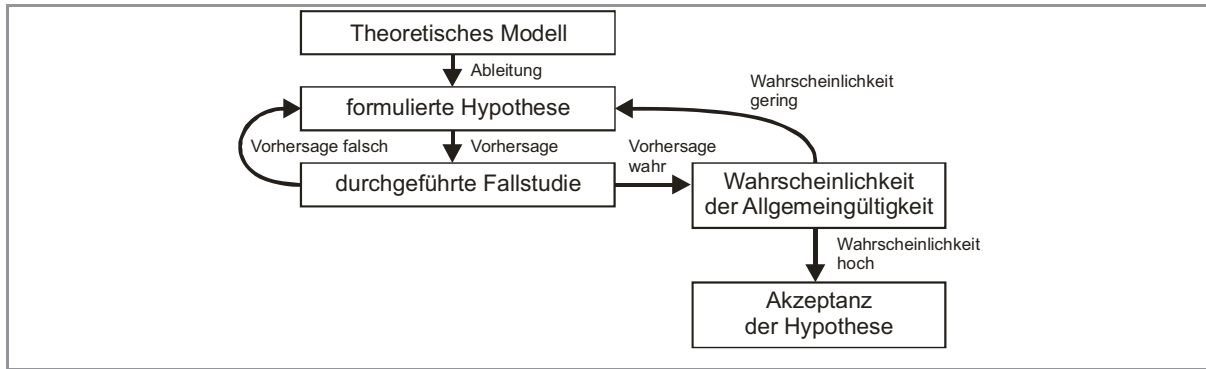 Theoretisches Modell
Ableitung
formulierte Hypothese
Wahrscheinlichkeit
gering
Vorhersage falsch
Vorhersage
Vorhersage
wahr
durchgeführte Fallstudie
Wahrscheinlichkeit
der Allgemeingültigkeit
Wahrscheinlichkeit
hoch
Akzeptanz
der Hypothese